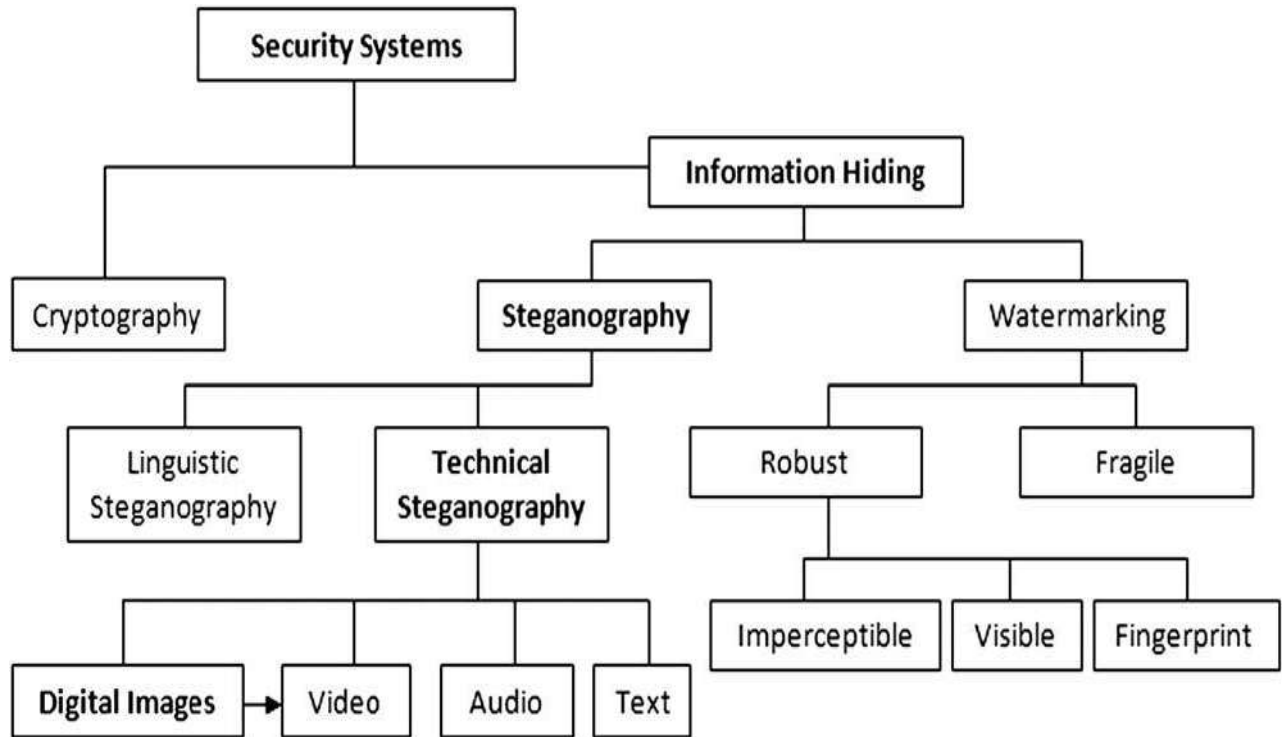 Security Systems
Information Hiding
Cryptography
Steganography
Watermarking
Linguistic
Steganography
Technical
Steganography
Robust
Fragile
Imperceptible
Visible
Fingerprint
Digital Images
Video
Audio
Text